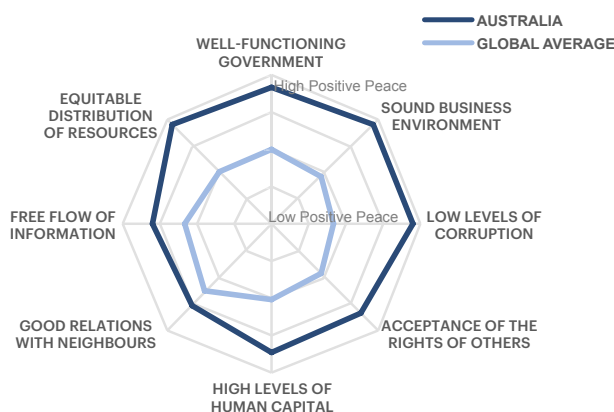 AUSTRALIA
GLOBAL AVERAGE
WELL-FUNCTIONING
GOVERNMENT
High Positive Peace
EQUITABLE
DISTRIBUTION
OF RESOURCES
SOUND BUSINESS
ENVIRONMENT
Low Positive Peace
FREE FLOW OF
INFORMATION
LOW LEVELS OF
CORRUPTION
GOOD RELATIONS
WITH NEIGHBOURS
ACCEPTANCE OF THE
RIGHTS OF OTHERS
HIGH LEVELS OF
HUMAN CAPITAL